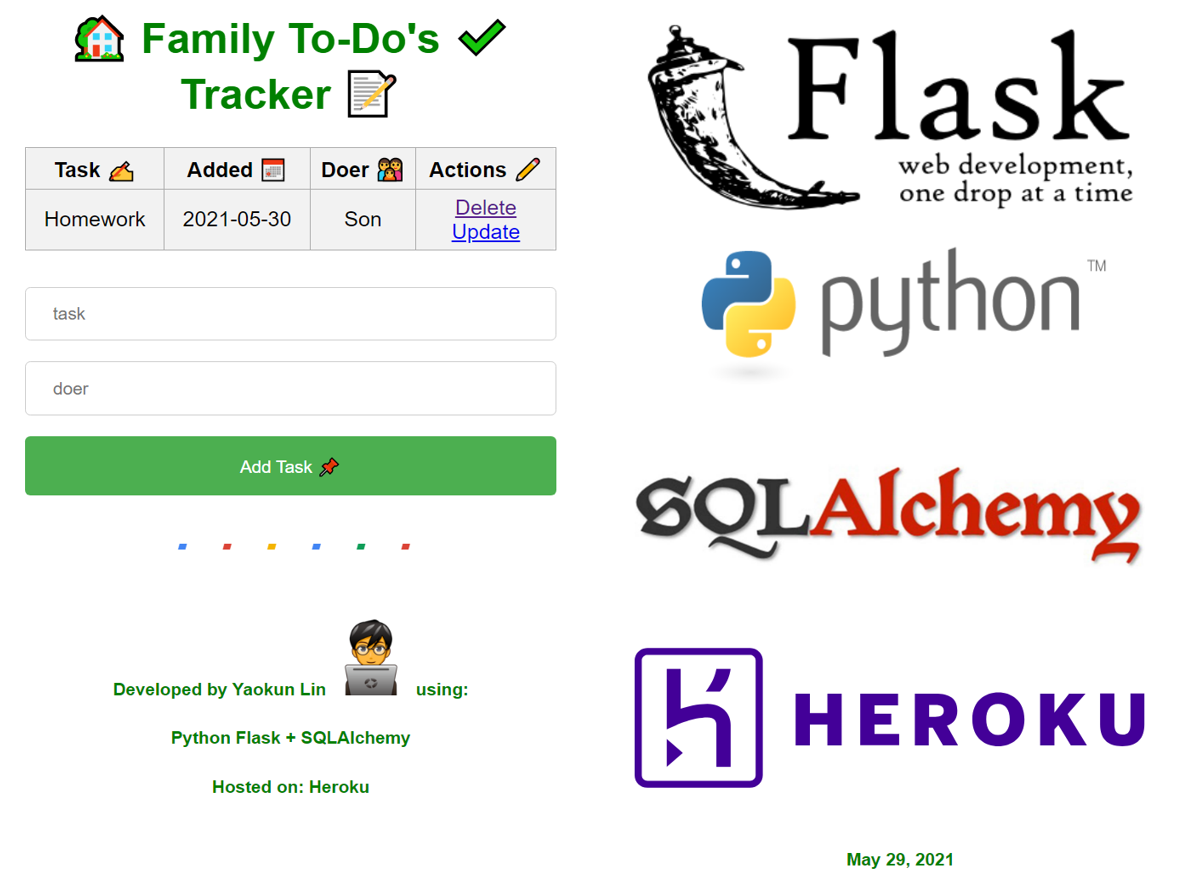 Family To-Do's
Tracker
Task Added Doer Actions
Homework 2021-05-30 Son Delete
Update
task
doer
Add Task
Developed by Yaokun Lin using:
Python Flask + SQLAlchemy
Hosted on: Heroku
Flask
web development,
one drop at a time
python TM
SQLAlchemy
HEROKU
May 29, 2021